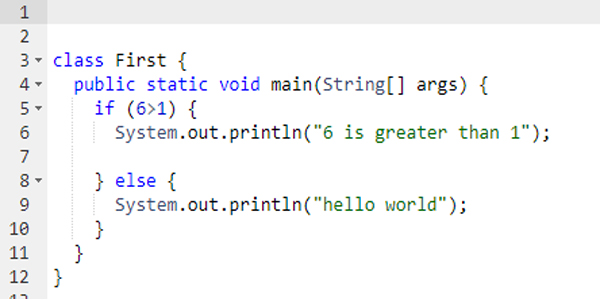 1
2
3 class First {
4 public static void main(String[] args) {
5 if (6>1) {
6 System.out.println("6 is greater than 1");
7
8 } else {
9 System.out.println("hello world");
10 }
11 }
12 }